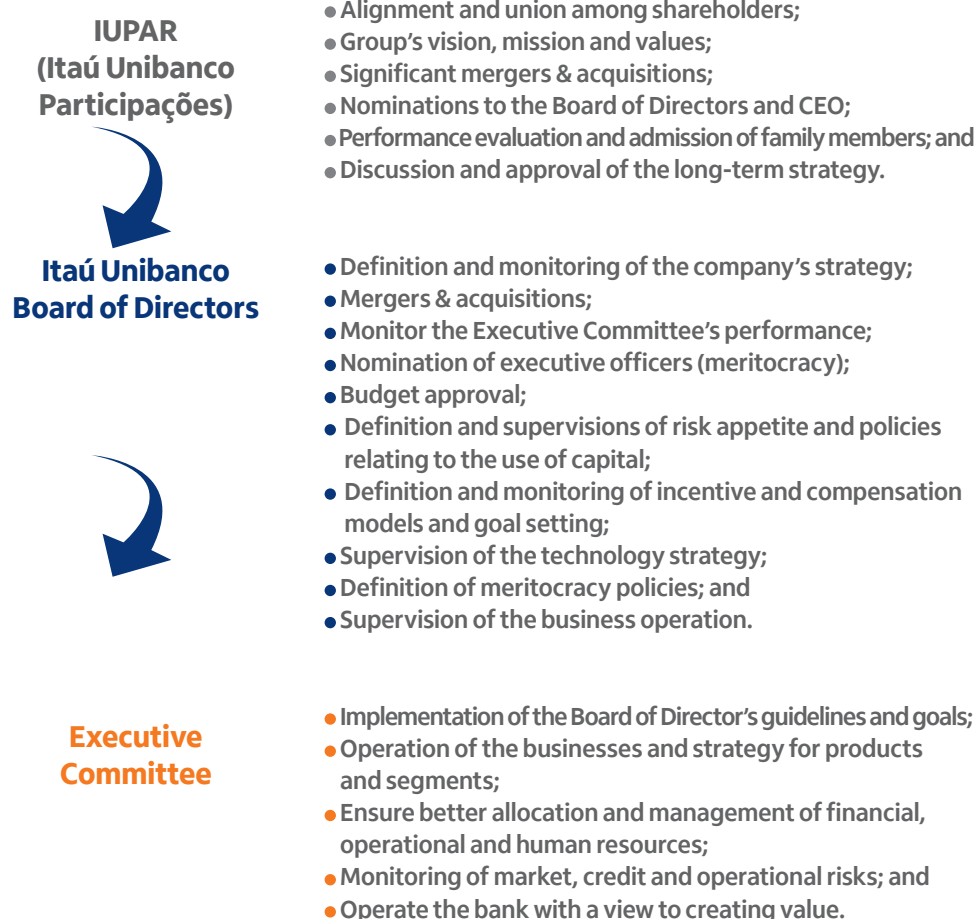 IUPAR
(Itaú Unibanco
Participações)
● Alignment and union among shareholders;
● Group's vision, mission and values;
● Significant mergers & acquisitions;
● Nominations to the Board of Directors and CEO;
● Performance evaluation and admission of family members; and
● Discussion and approval of the long-term strategy.
Itaú Unibanco
Board of Directors
● Definition and monitoring of the company's strategy;
● Mergers & acquisitions;
● Monitor the Executive Committee's performance;
● Nomination of executive officers (meritocracy);
● Budget approval;
● Definition and supervisions of risk appetite and policies
relating to the use of capital;
● Definition and monitoring of incentive and compensation
models and goal setting;
● Supervision of the technology strategy;
● Definition of meritocracy policies; and
● Supervision of the business operation.
Executive
Committee
● Implementation of the Board of Director's guidelines and goals;
● Operation of the businesses and strategy for products
and segments;
● Ensure better allocation and management of financial,
operational and human resources;
● Monitoring of market, credit and operational risks; and
● Operate the bank with a view to creating value.